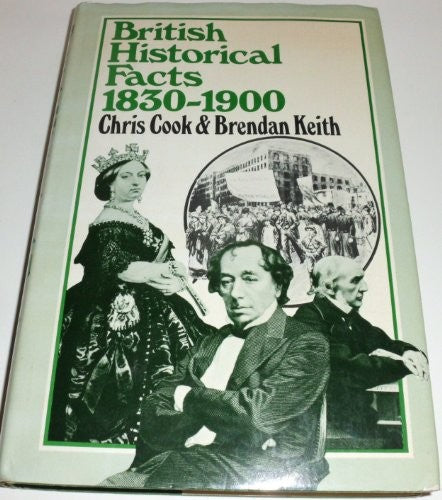 British
Historical
Facts
1830-1900
Chris Cook & Brendan Keith